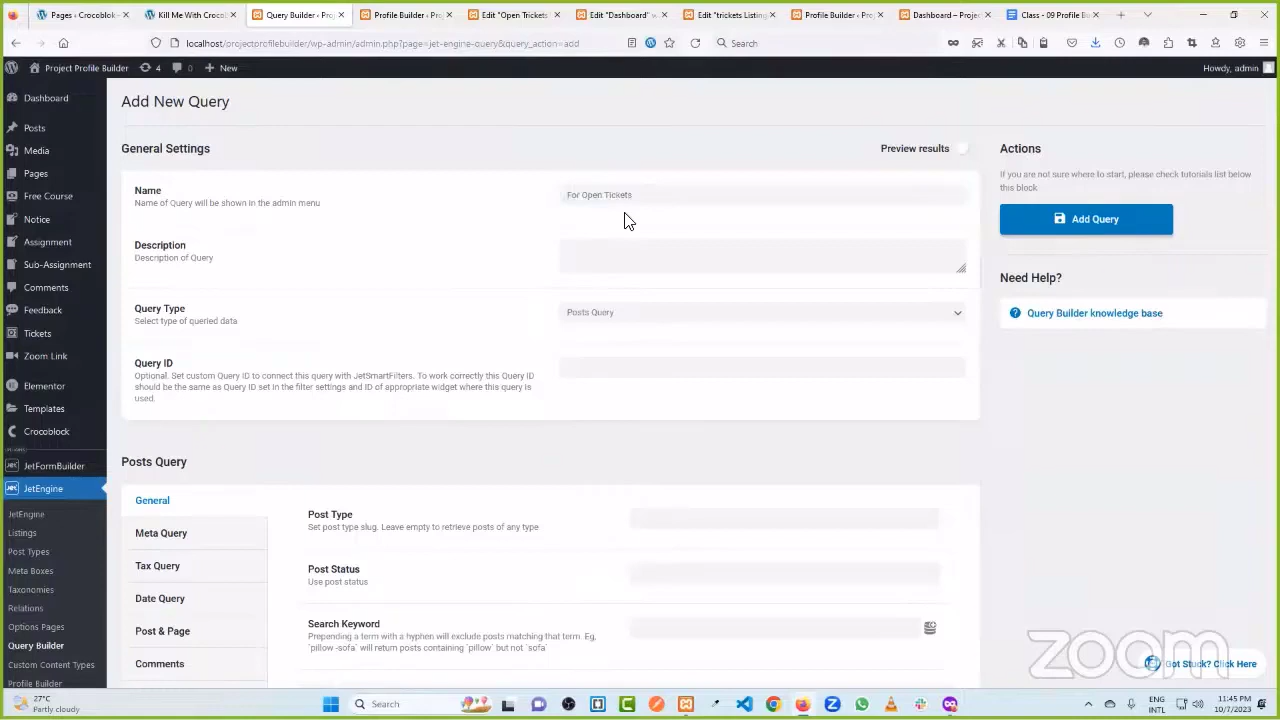 Pages ‹ Crocoblok
Kill Me With Crocob
Query Builder ‹ Proj
Profile Builder ‹ Proj
Edit "Open Tickets
Edit "Dashboard" w
Edit "tickets Listing
Profile Builder ‹ Proj
Dashboard – Projec
Class - 09 Profile Bu
localhost/projectprofilebuilder/wp-admin/admin.php?page=jet-engine-query&query_action=add
Search
Project Profile Builder
4
0
New
Howdy, admin
Dashboard
Posts
Media
Pages
Free Course
Notice
Assignment
Sub-Assignment
Comments
Feedback
Tickets
Zoom Link
Elementor
Templates
Crocoblock
JetFormBuilder
JetEngine
JetEngine
Listings
Post Types
Meta Boxes
Taxonomies
Relations
Options Pages
Query Builder
Custom Content Types
Profile Builder
Add New Query
General Settings
Preview results
Name
Name of Query will be shown in the admin menu
For Open Tickets
Description
Description of Query
Query Type
Select type of queried data
Posts Query
Query ID
Optional. Set custom Query ID to connect this query with JetSmartFilters. To work correctly this Query ID
should be the same as Query ID set in the filter settings and ID of appropriate widget where this query is
used.
Posts Query
General
Meta Query
Tax Query
Date Query
Post & Page
Comments
Post Type
Set post type slug. Leave empty to retrieve posts of any type
Post Status
Use post status
Search Keyword
Prepending a term with a hyphen will exclude posts matching that term. Eg,
'pillow -sofa' will return posts containing 'pillow' but not 'sofa'
Actions
If you are not sure where to start, please check tutorials list below
this block
Add Query
Need Help?
Query Builder knowledge base
zoom
Got Stuck? Click Here
27°C
Partly cloudy
Search
ENG
INTL
11:45 PM
10/7/2023